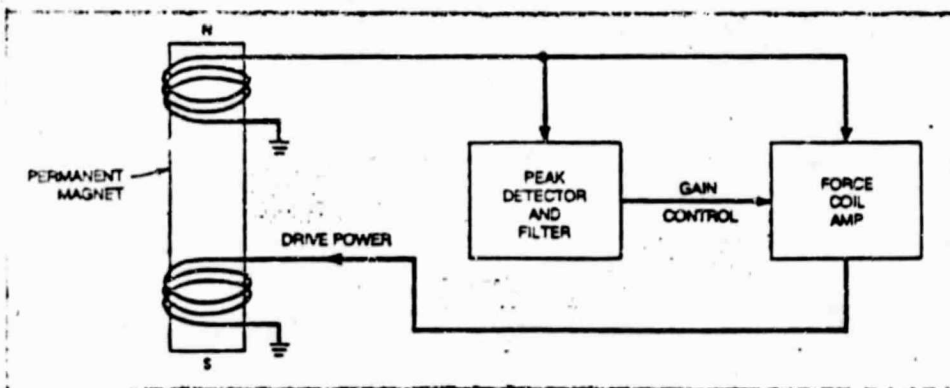 N
PERMANENT
MAGNET
PEAK
DETECTOR
AND
FILTER
GAIN
CONTROL
FORCE
COIL
AMP
DRIVE POWER
S